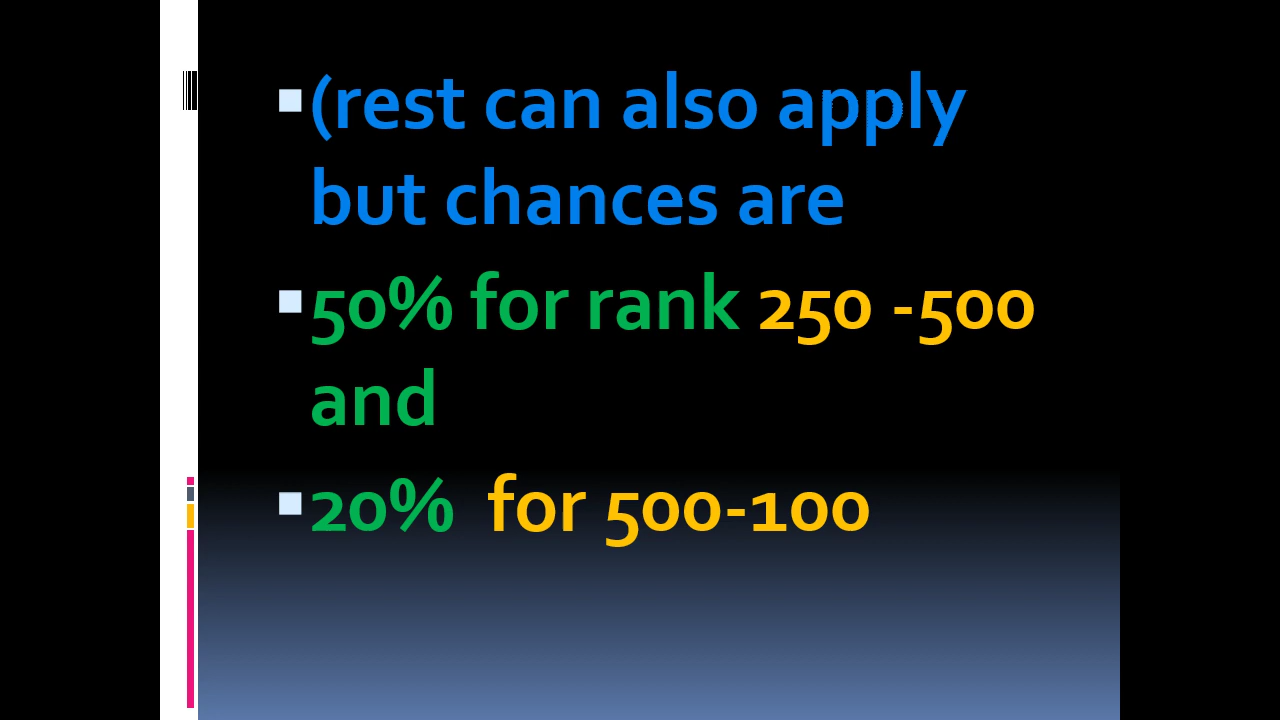 (rest can also apply
but chances are
50% for rank 250 -500
and
20%  for 500-100